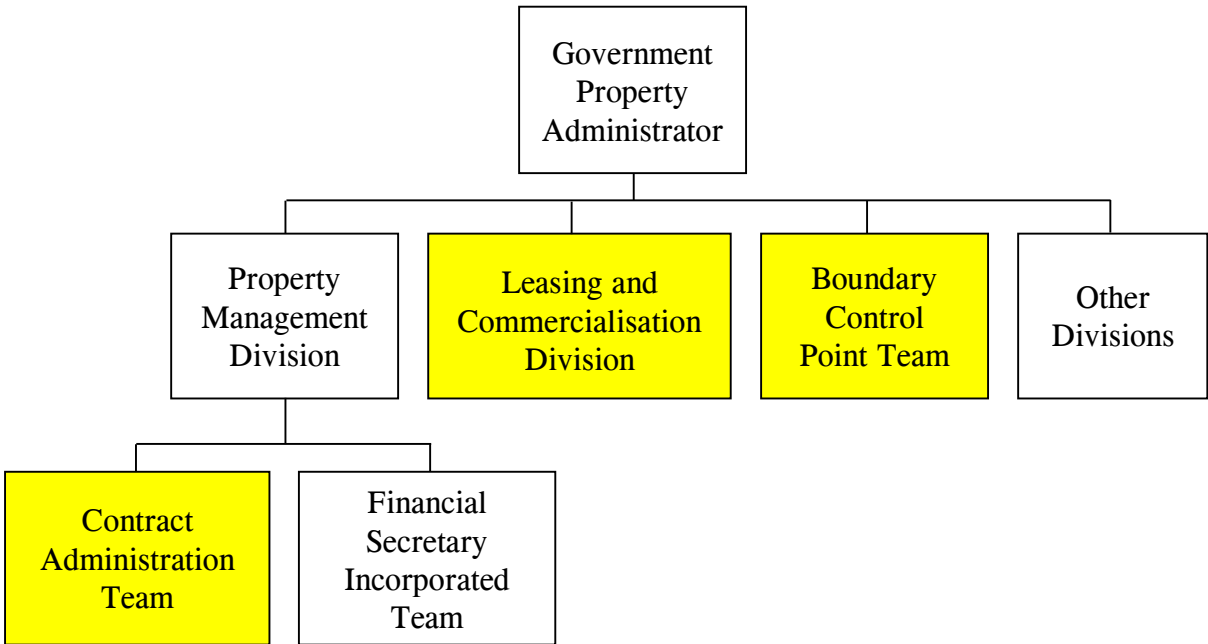 Government
Property
Administrator
Property
Management
Division
Leasing and
Commercialisation
Division
Boundary
Control
Point Team
Other
Divisions
Contract
Administration
Team
Financial
Secretary
Incorporated
Team